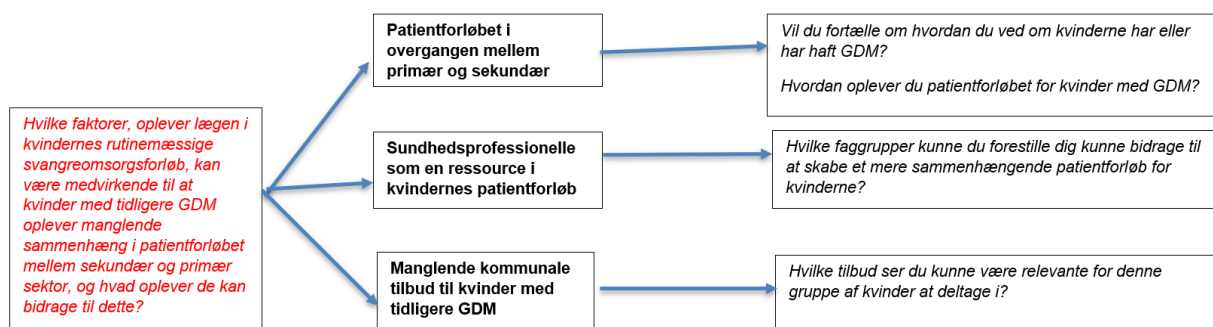 Hvilke faktorer, oplever lægen i
kvindernes rutinemæssige
svangreomsorgsforløb, kan
være medvirkende til at
kvinder med tidligere GDM
oplever manglende
sammenhæng i patientforløbet
mellem sekundær og primær
sektor, og hvad oplever de kan
bidrage til dette?
Patientforløbet i
overgangen mellem
primær og sekundær
Vil du fortælle om hvordan du ved om kvinderne har eller
har haft GDM?
Hvordan oplever du patientforløbet for kvinder med GDM?
Sundhedsprofessionelle
som en ressource i
kvindernes patientforløb
Hvilke faggrupper kunne du forestille dig kunne bidrage til
at skabe et mere sammenhængende patientforløb for
kvinderne?
Manglende kommunale
tilbud til kvinder med
tidligere GDM
Hvilke tilbud ser du kunne være relevante for denne
gruppe af kvinder at deltage i?